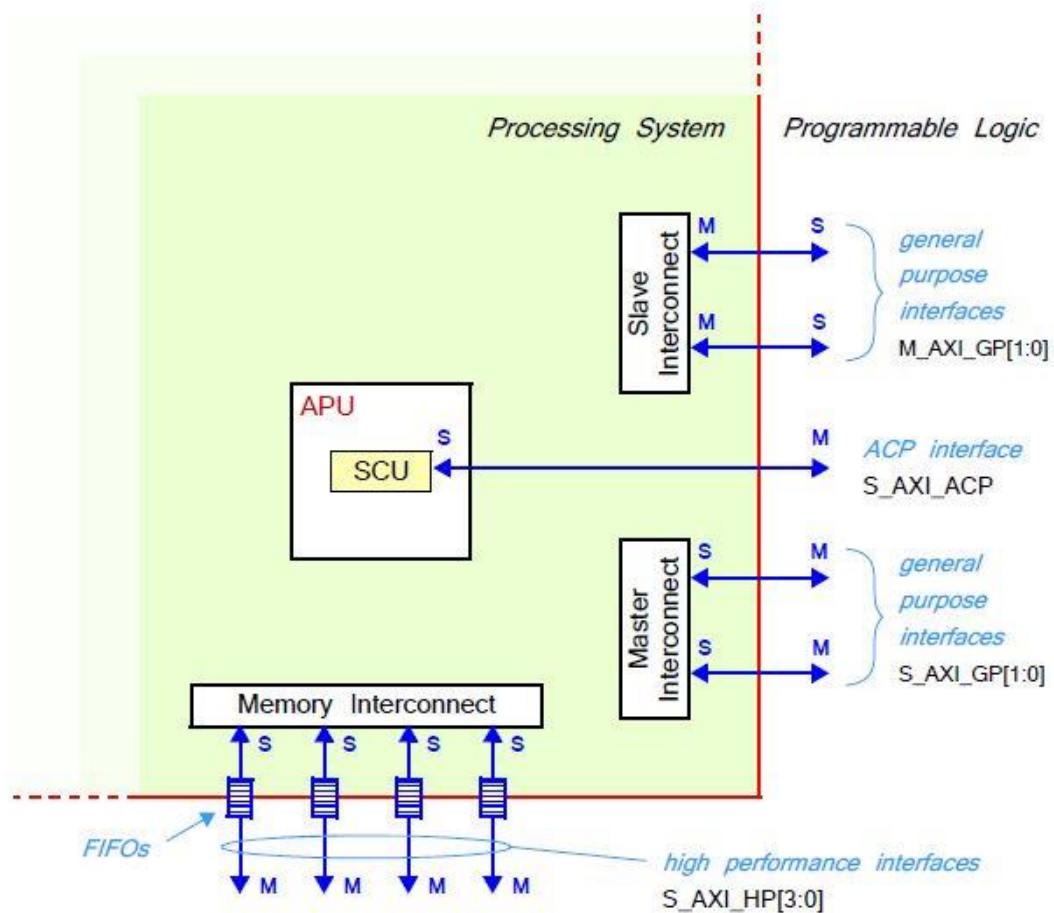 Processing System
Programmable Logic
Slave
Interconnect
M
S
M
S
general
purpose
interfaces
M_AXI_GP[1:0]
APU
SCU
S
M
ACP interface
S_AXI_ACP
Master
Interconnect
S
M
S
M
general
purpose
interfaces
S_AXI_GP[1:0]
Memory Interconnect
S
S
S
S
FIFOs
M
M
M
M
high performance interfaces
S_AXI_HP[3:0]